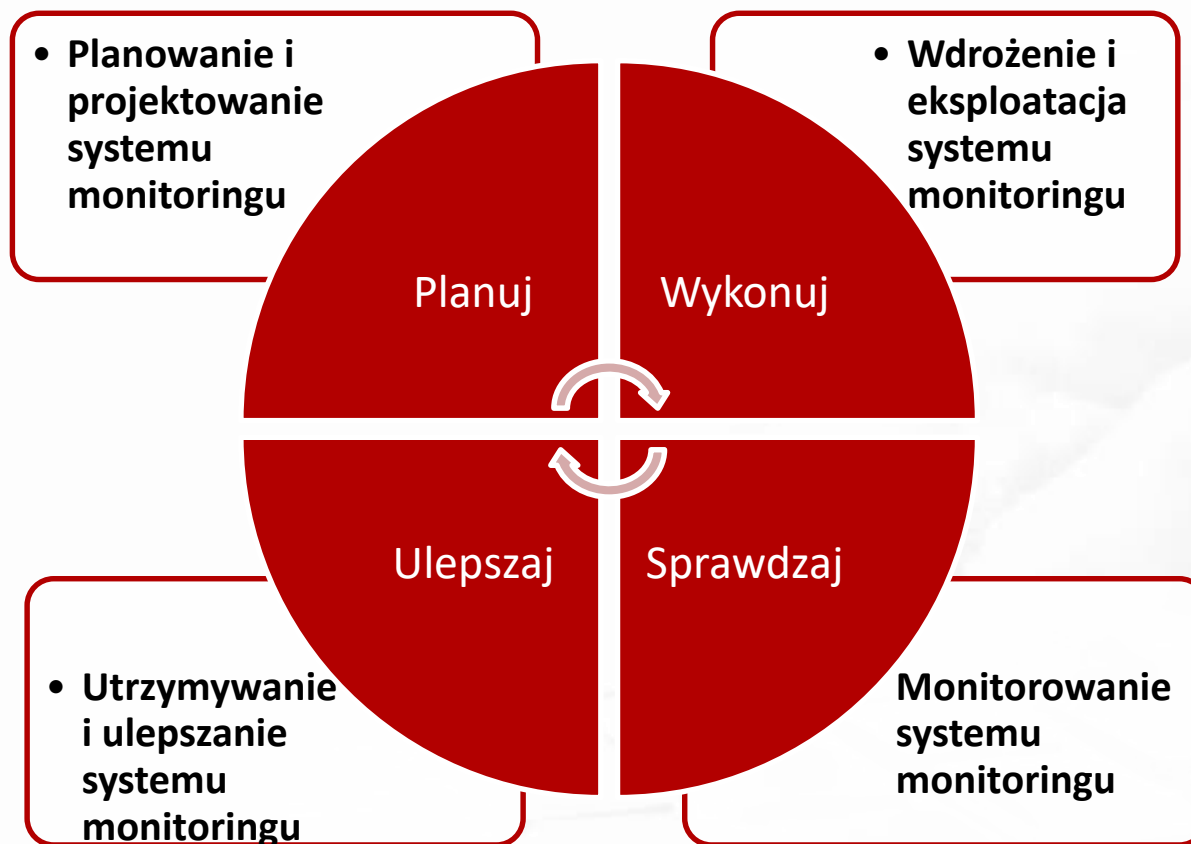 • Planowanie i
projektowanie
systemu
monitoringu
• Wdrożenie i
eksploatacja
systemu
monitoringu
Planuj
Wykonuj
Ulepszaj
Sprawdzaj
• Utrzymywanie
i ulepszanie
systemu
monitoringu
Monitorowanie
systemu
monitoringu